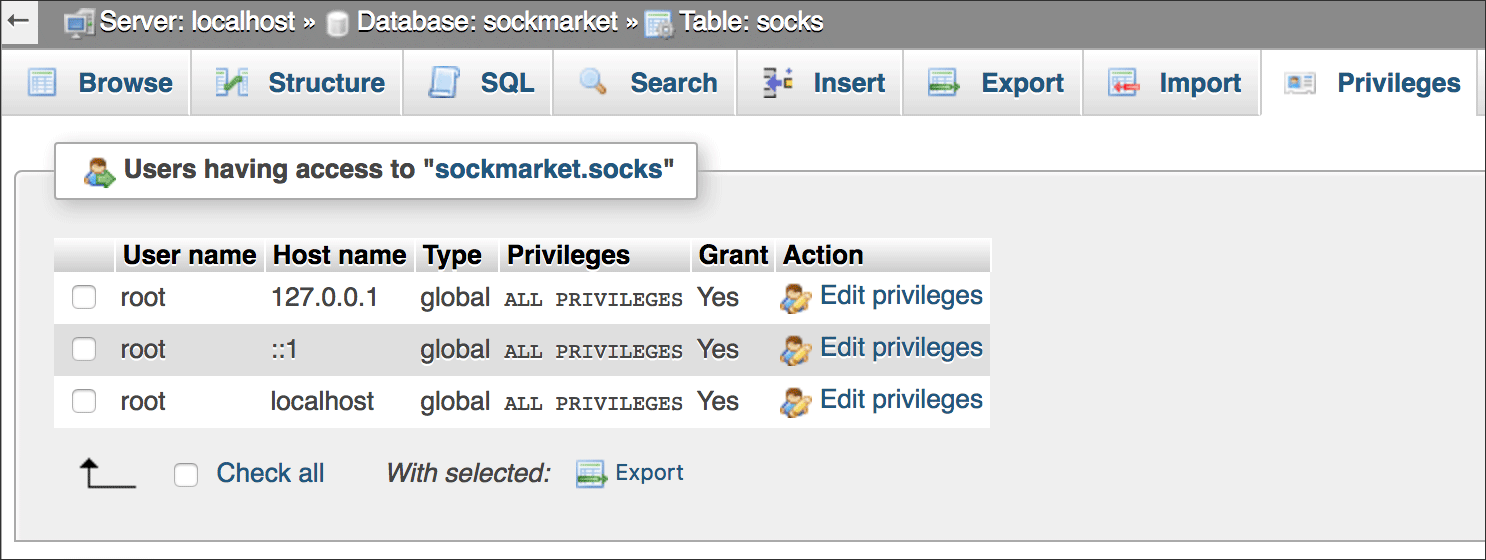 Server: localhost » Database: sockmarket » Table: socks
Browse Structure SQL Search Insert Export Import Privileges
Users having access to "sockmarket.socks"
User name Host name Type Privileges Grant Action
root 127.0.0.1 global ALL PRIVILEGES Yes Edit privileges
root ::1 global ALL PRIVILEGES Yes Edit privileges
root localhost global ALL PRIVILEGES Yes Edit privileges
Check all With selected: Export